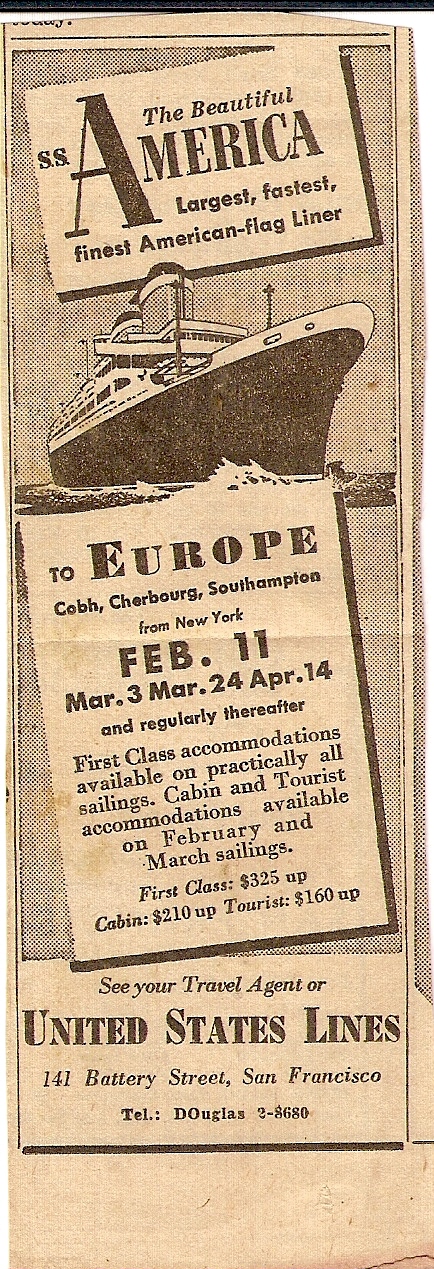 today.
The Beautiful
S.S. AMERICA
Largest, fastest,
finest American-flag Liner
TO EUROPE
Cobh, Cherbourg, Southampton
from New York
FEB. 11
Mar. 3 Mar. 24 Apr. 14
and regularly thereafter
First Class accommodations
available on practically all
sailings. Cabin and Tourist
accommodations available
on February and
March sailings.
First Class: $325 up
Cabin: $210 up Tourist: $160 up
See your Travel Agent or
UNITED STATES LINES
141 Battery Street, San Francisco
Tel.: DOuglas 2-8680